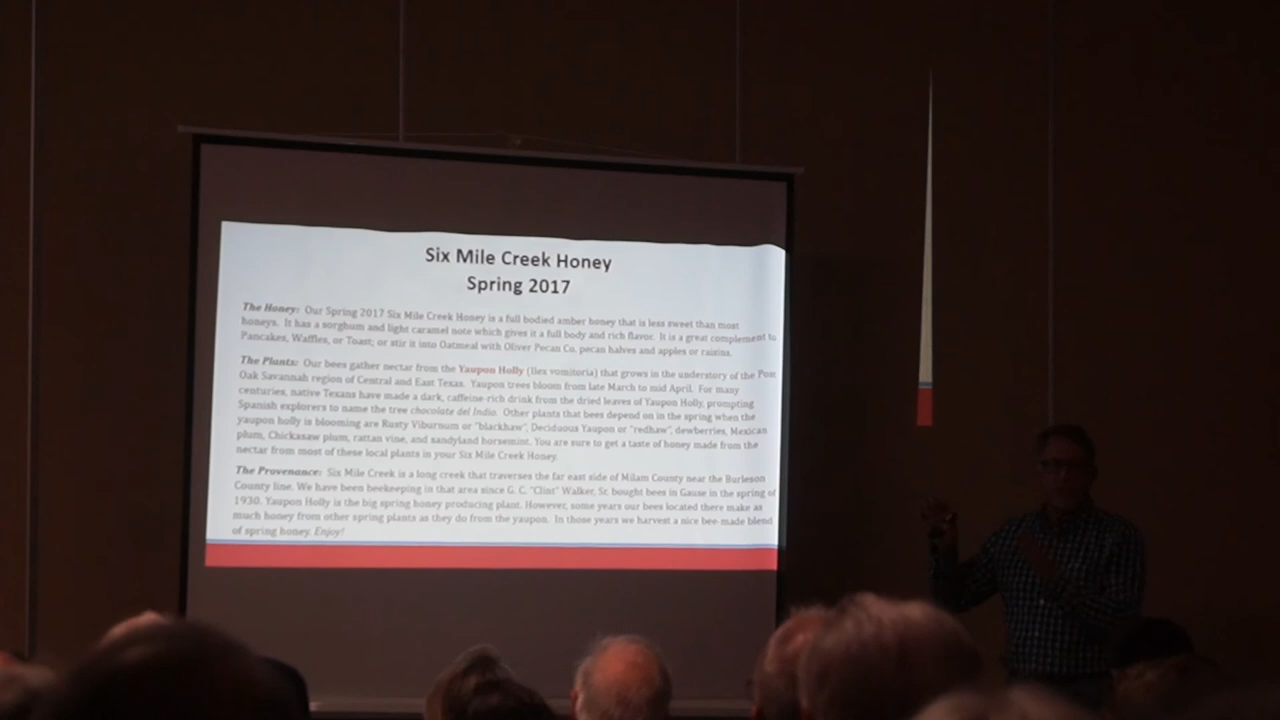 Six Mile Creek Honey
Spring 2017
The Honey: Our Spring 2017 Six Mile Creek Honey is a full bodied amber honey that is less sweet than most
honeys. It has a sorghum and light caramel note which gives it a full body and rich flavor. It is a great complement to
Pancakes, Waffles, or Toast; or stir it into Oatmeal with Oliver Pecan Co. pecan halves and apples or raisins.
The Plants: Our bees gather nectar from the Yaupon Holly (Ilex vomitoria) that grows in the understory of the Post
Oak Savannah region of Central and East Texas. Yaupon trees bloom from late March to mid April. For many
centuries, native Texans have made a dark, caffeine-rich drink from the dried leaves of Yaupon Holly, prompting
Spanish explorers to name the tree chocolate del Indio. Other plants that bees depend on in the spring when the
yaupon holly is blooming are Rusty Viburnum or "blackhaw", Deciduous Yaupon or "redhaw", dewberries, Mexican
plum, Chickasaw plum, rattan vine, and sandyland horsemint. You are sure to get a taste of honey made from the
nectar from most of these local plants in your Six Mile Creek Honey.
The Provenance: Six Mile Creek is a long creek that traverses the far east side of Milam County near the Burleson
County line. We have been beekeeping in that area since G. C. "Clint" Walker, Sr. bought bees in Gause in the spring of
1930. Yaupon Holly is the big spring honey producing plant. However, some years our bees located there make as
much honey from other spring plants as they do from the yaupon. In those years we harvest a nice bee-made blend
of spring honey. Enjoy!